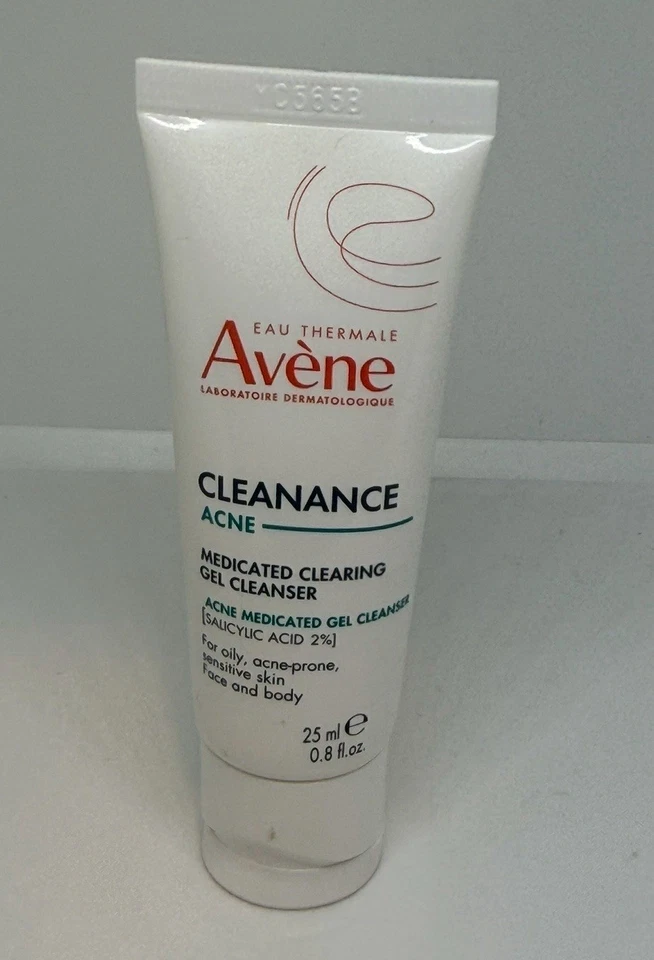 EAU THERMALE
Avène
LABORATOIRE DERMATOLOGIQUE
CLEANANCE
ACNE
MEDICATED CLEARING
GEL CLEANSER
ACNE MEDICATED GEL CLEANSER
[SALICYLIC ACID 2%]
For oily, acne-prone,
sensitive skin
Face and body
25 ml ℮
0.8 fl.oz.